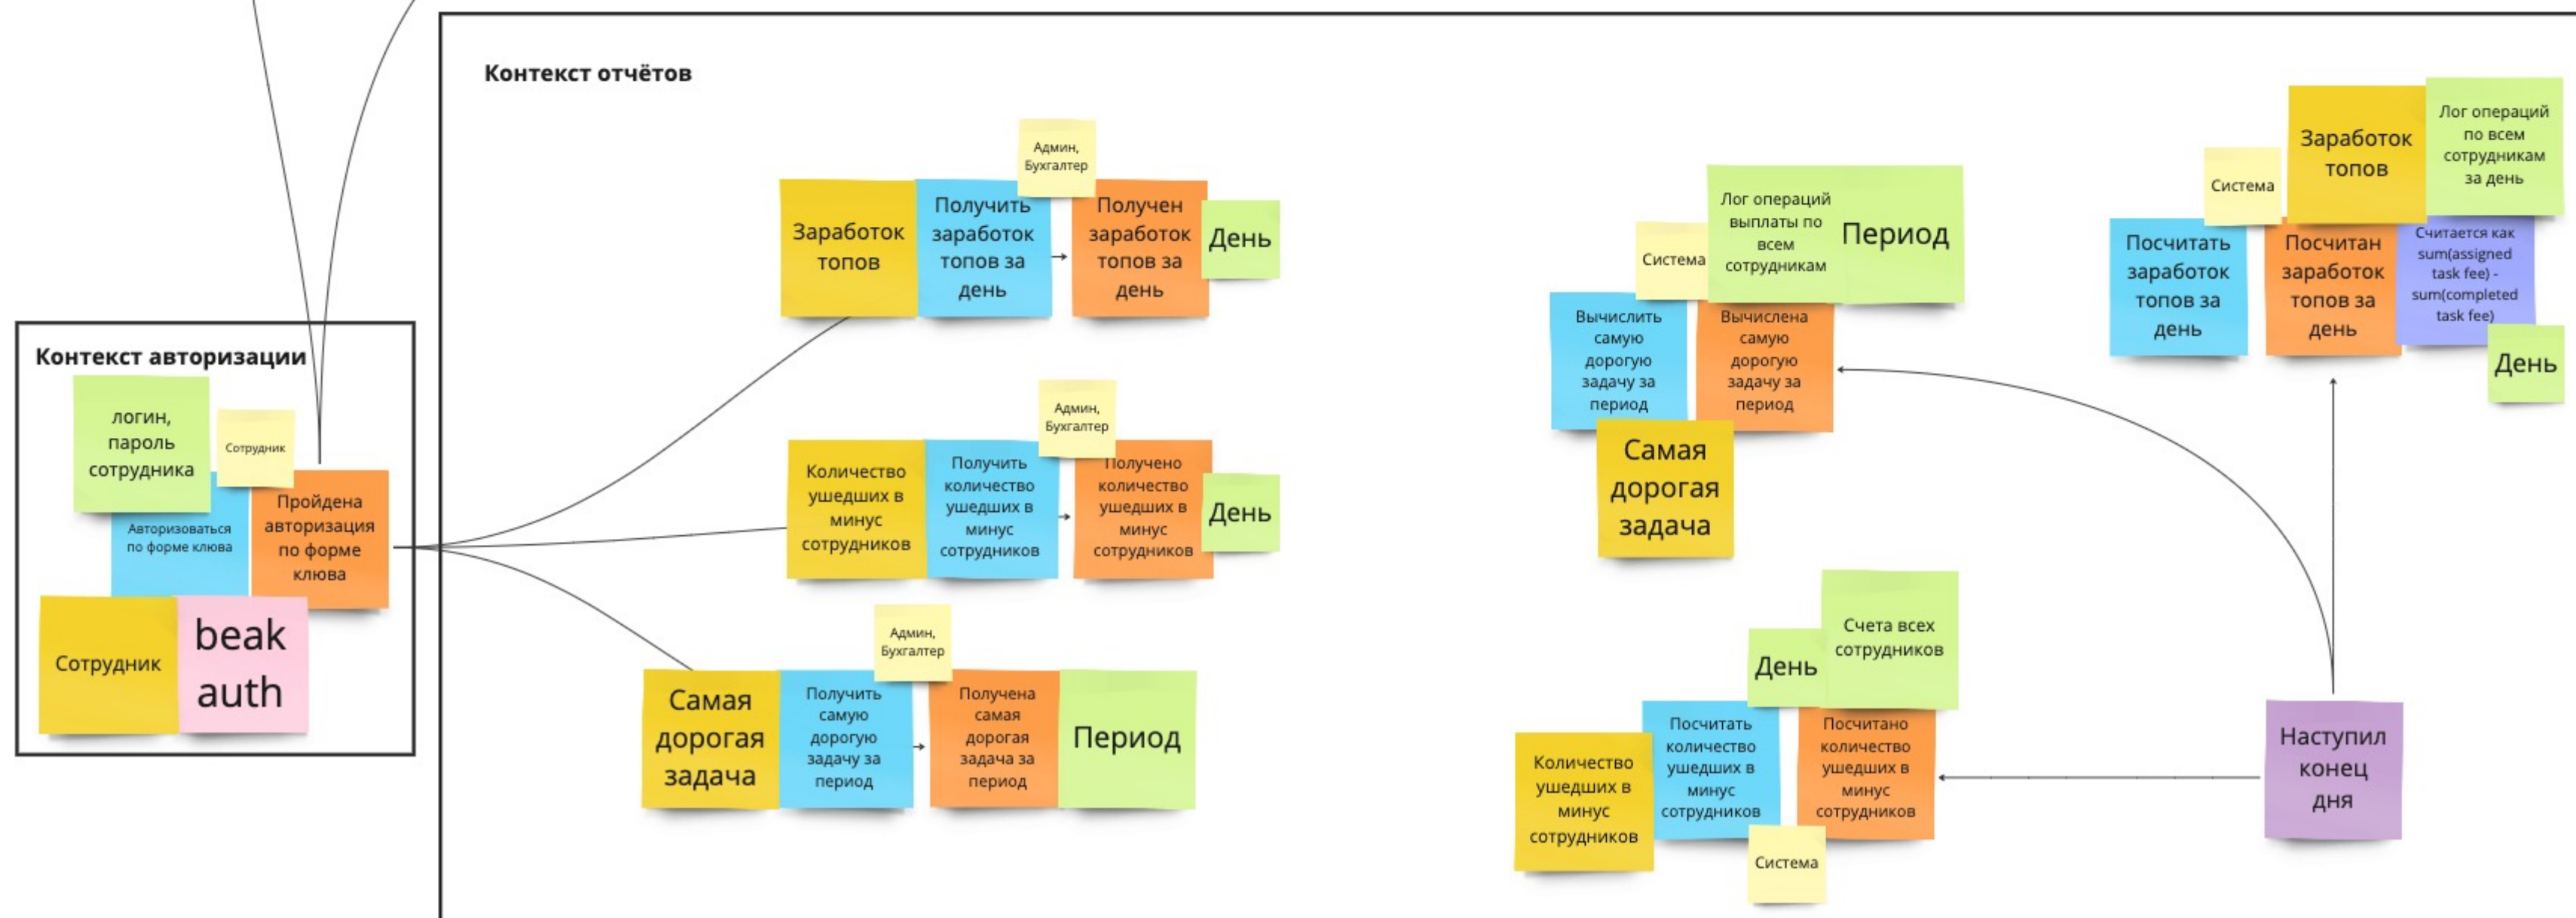 Контекст отчётов
Контекст авторизации
логин,
пароль
сотрудника
Сотрудник
Авторизоваться
по форме клюва
Пройдена
авторизация
по форме
клюва
Сотрудник
beak
auth
Админ,
Бухгалтер
Заработок
топов
Получить
заработок
топов за
день
Получен
заработок
топов за
день
День
Админ,
Бухгалтер
Количество
ушедших в
минус
сотрудников
Получить
количество
ушедших в
минус
сотрудников
Получено
количество
ушедших в
минус
сотрудников
День
Админ,
Бухгалтер
Самая
дорогая
задача
Получить
самую
дорогую
задачу за
период
Получена
самая
дорогая
задача за
период
Период
Система
Лог операций
выплаты по
всем
сотрудникам
Период
Вычислить
самую
дорогую
задачу за
период
Вычислена
самую
дорогую
задачу за
период
Самая
дорогая
задача
Система
Заработок
топов
Лог операций
по всем
сотрудникам
за день
Посчитать
заработок
топов за
день
Посчитан
заработок
топов за
день
Считается как
sum(assigned
task fee) -
sum(completed
task fee)
День
День
Счета всех
сотрудников
Количество
ушедших в
минус
сотрудников
Посчитать
количество
ушедших в
минус
сотрудников
Посчитано
количество
ушедших в
минус
сотрудников
Система
Наступил
конец
дня